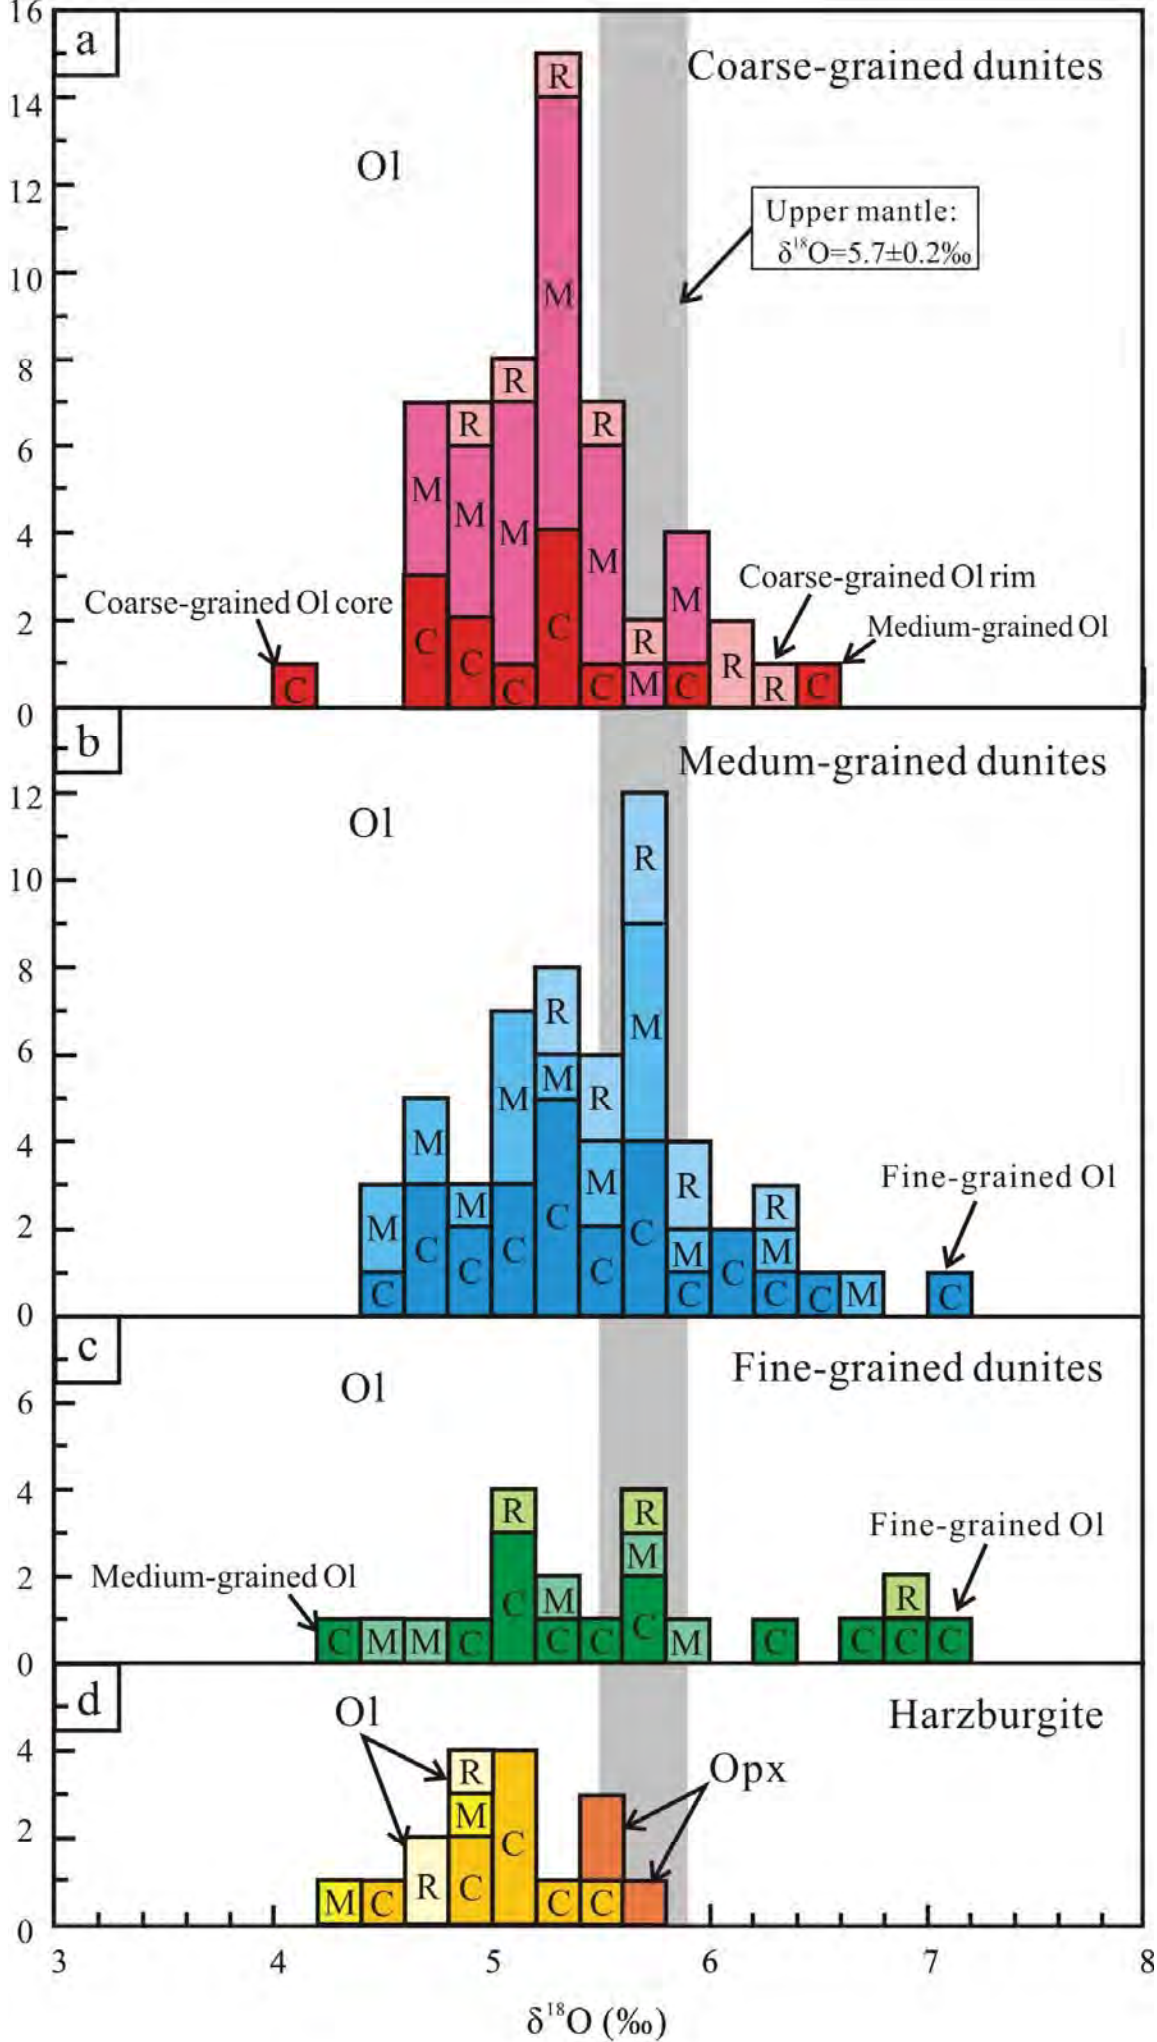 16
a
Coarse-grained dunites
14
Ol
12
Upper mantle:
δ¹⁸O=5.7±0.2‰
10
8
6
4
2
0
R
M
C
R
M
C
R
M
C
M
C
R
M
C
R
M
M
C
R
R
C
C
Coarse-grained Ol core
Coarse-grained Ol rim
Medium-grained Ol
b
Medum-grained dunites
Ol
12
10
8
6
4
2
0
R
M
C
R
M
C
M
C
R
M
C
M
C
M
C
M
C
R
M
C
C
R
M
C
C
M
C
Fine-grained Ol
c
Fine-grained dunites
Ol
6
4
2
0
Medium-grained Ol
Fine-grained Ol
C
M
M
C
R
C
M
C
C
R
M
C
M
C
C
R
C
C
d
Harzburgite
Ol
Opx
4
2
0
M
C
R
R
M
C
C
C
C
3
4
5
6
7
8
δ¹⁸O (‰)